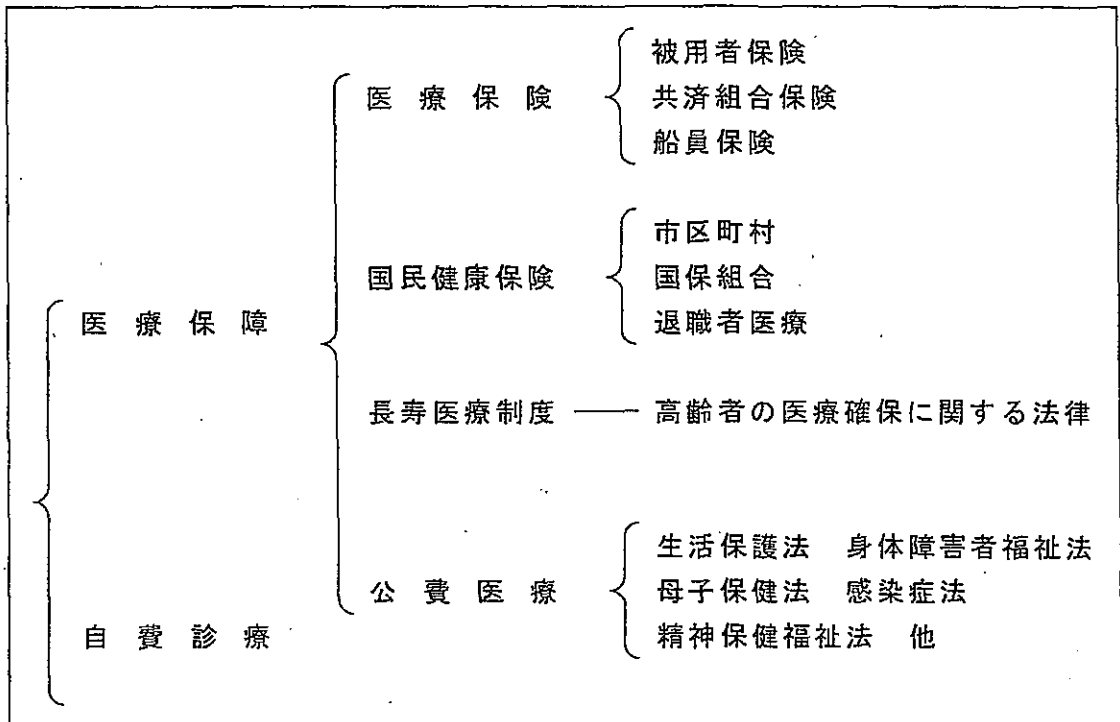 被用者保険
医療保険 共済組合保険
船員保険
市区町村
国民健康保険 国保組合
医療保障 退職者医療
長寿医療制度 高齢者の医療確保に関する法律
生活保護法 身体障害者福祉法
公費医療 母子保健法 感染症法
自費診療 精神保健福祉法 他